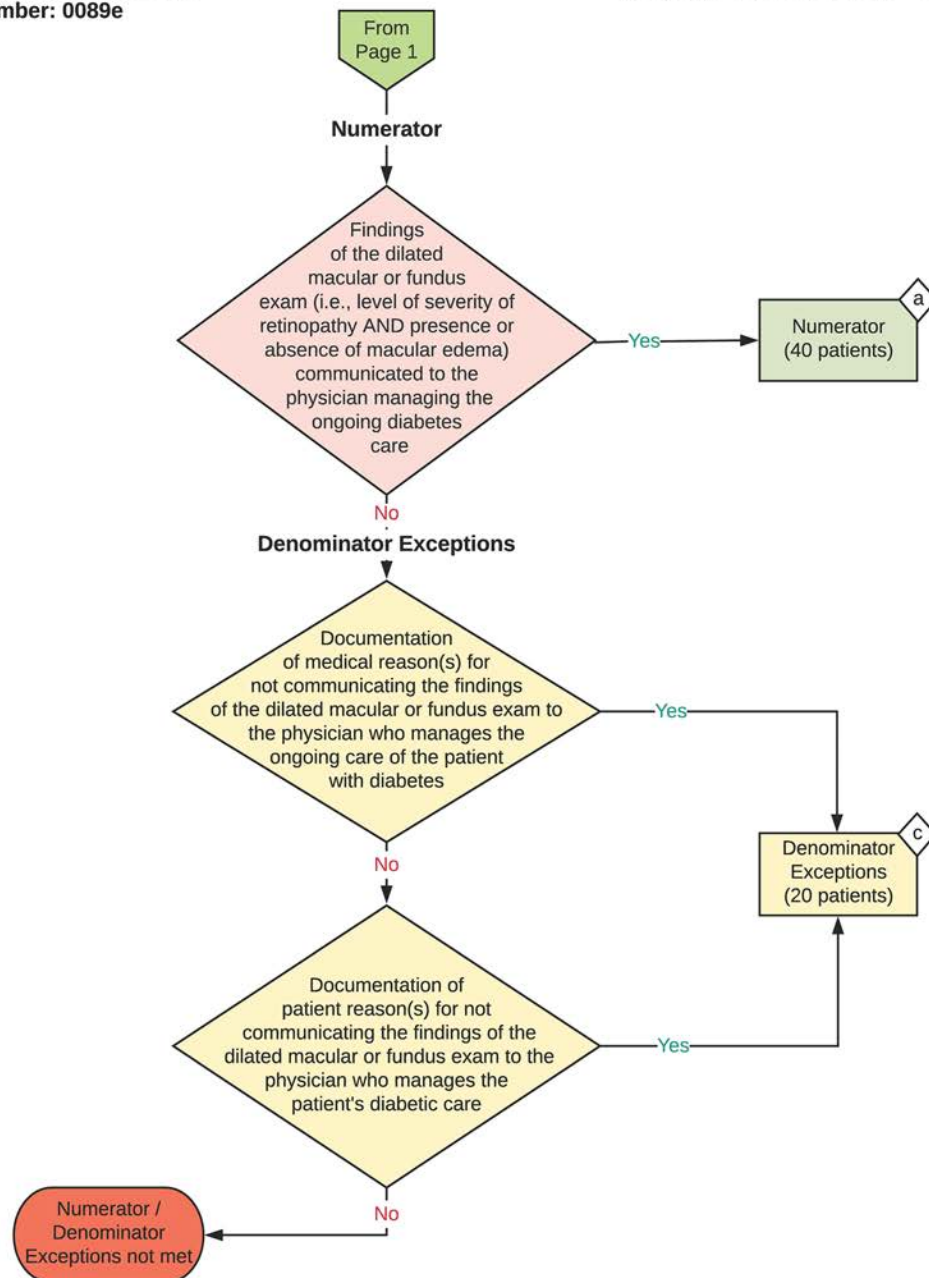 mber: 0089e
From
Page 1
Numerator
Findings
of the dilated
macular or fundus
exam (i.e., level of severity of
retinopathy AND presence or
absence of macular edema)
communicated to the
physician managing the
ongoing diabetes
care
Yes
a
Numerator
(40 patients)
No
Denominator Exceptions
Documentation
of medical reason(s) for
not communicating the findings
of the dilated macular or fundus exam to
the physician who manages the
ongoing care of the patient
with diabetes
Yes
c
Denominator
Exceptions
(20 patients)
No
Documentation of
patient reason(s) for not
communicating the findings of the
dilated macular or fundus exam to the
physician who manages the
patient's diabetic care
Yes
No
Numerator /
Denominator
Exceptions not met